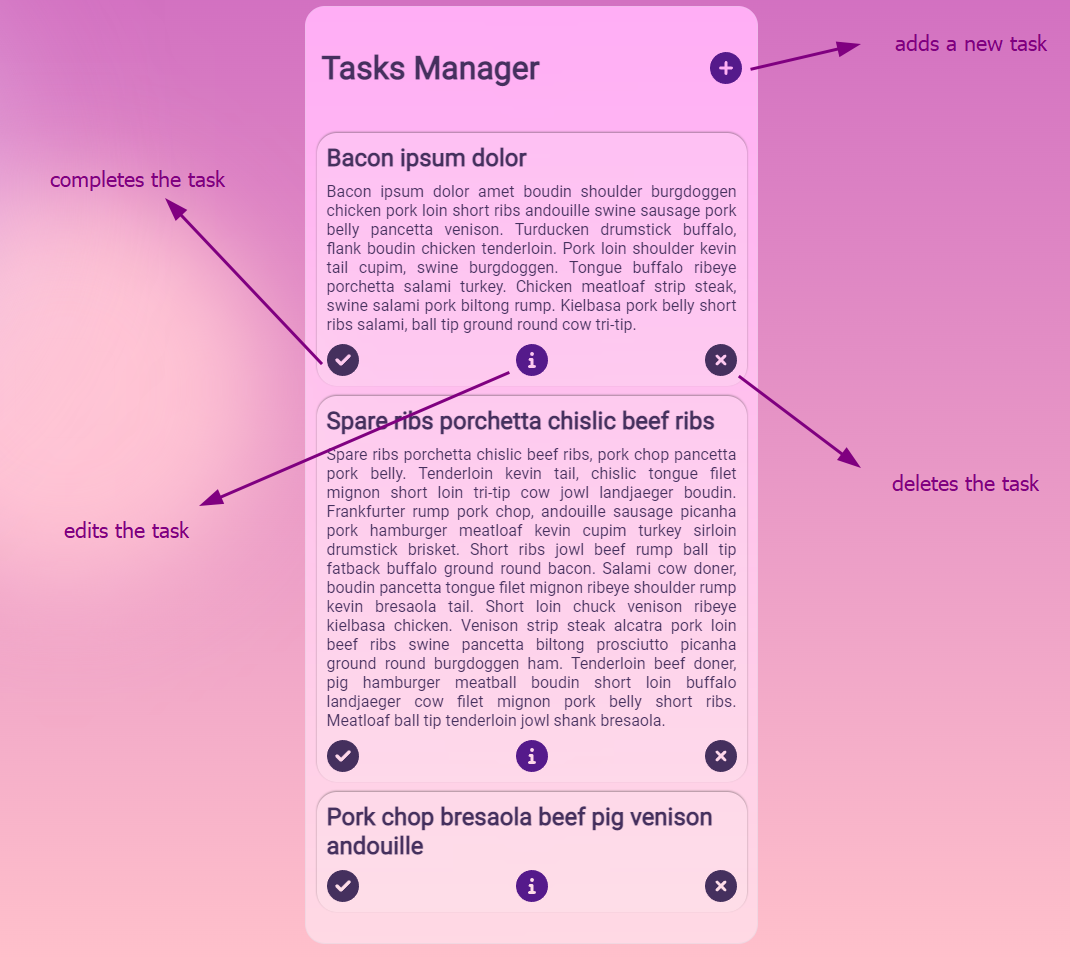 Tasks Manager
adds a new task
completes the task
Bacon ipsum dolor
Bacon ipsum dolor amet boudin shoulder burgdoggen
chicken pork loin short ribs andouille swine sausage pork
belly pancetta venison. Turducken drumstick buffalo,
flank boudin chicken tenderloin. Pork loin shoulder kevin
tail cupim, swine burgdoggen. Tongue buffalo ribeye
porchetta salami turkey. Chicken meatloaf strip steak,
swine salami pork biltong rump. Kielbasa pork belly short
ribs salami, ball tip ground round cow tri-tip.
Spare ribs porchetta chislic beef ribs
Spare ribs porchetta chislic beef ribs, pork chop pancetta
pork belly. Tenderloin kevin tail, chislic tongue filet
mignon short loin tri-tip cow jowl landjaeger boudin.
Frankfurter rump pork chop, andouille sausage picanha
pork hamburger meatloaf kevin cupim turkey sirloin
drumstick brisket. Short ribs jowl beef rump ball tip
fatback buffalo ground round bacon. Salami cow doner,
boudin pancetta tongue filet mignon ribeye shoulder rump
kevin bresaola tail. Short loin chuck venison ribeye
kielbasa chicken. Venison strip steak alcatra pork loin
beef ribs swine pancetta biltong prosciutto picanha
ground round burgdoggen ham. Tenderloin beef doner,
pig hamburger meatball boudin short loin buffalo
landjaeger cow filet mignon pork belly short ribs.
Meatloaf ball tip tenderloin jowl shank bresaola.
deletes the task
edits the task
Pork chop bresaola beef pig venison
andouille